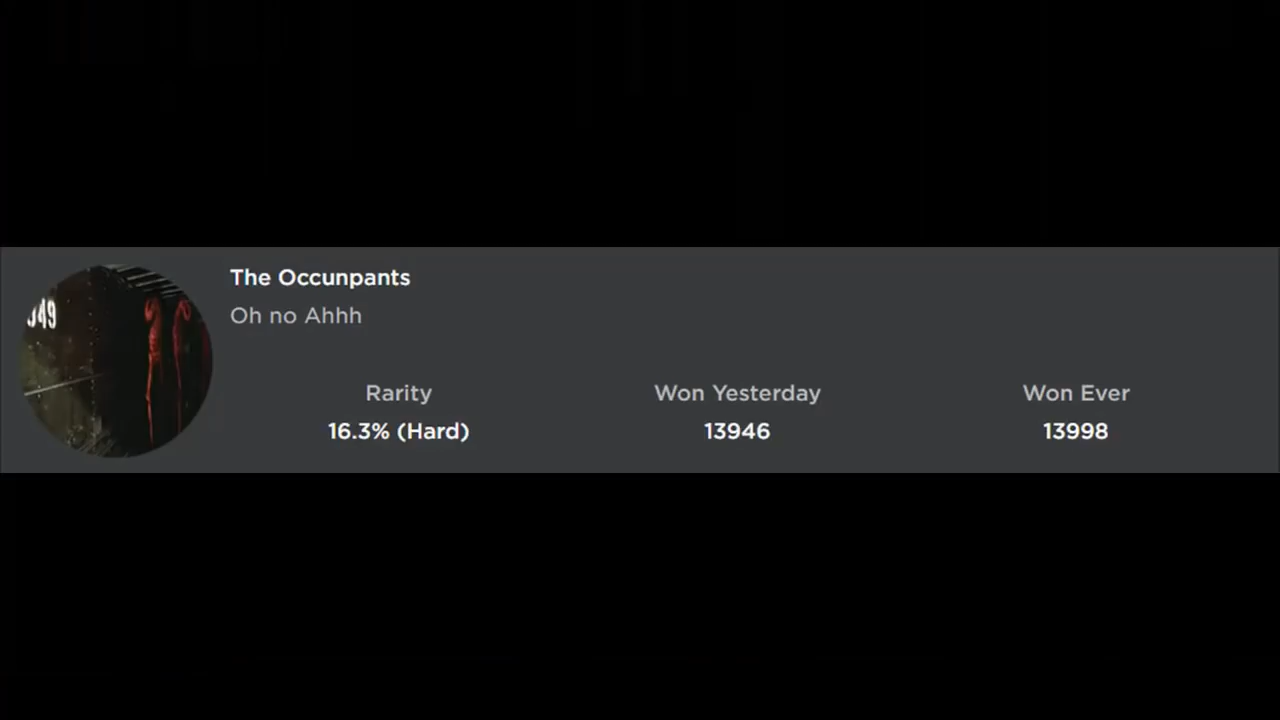 The Occunpants
Oh no Ahhh
Rarity
Won Yesterday
Won Ever
16.3% (Hard)
13946
13998